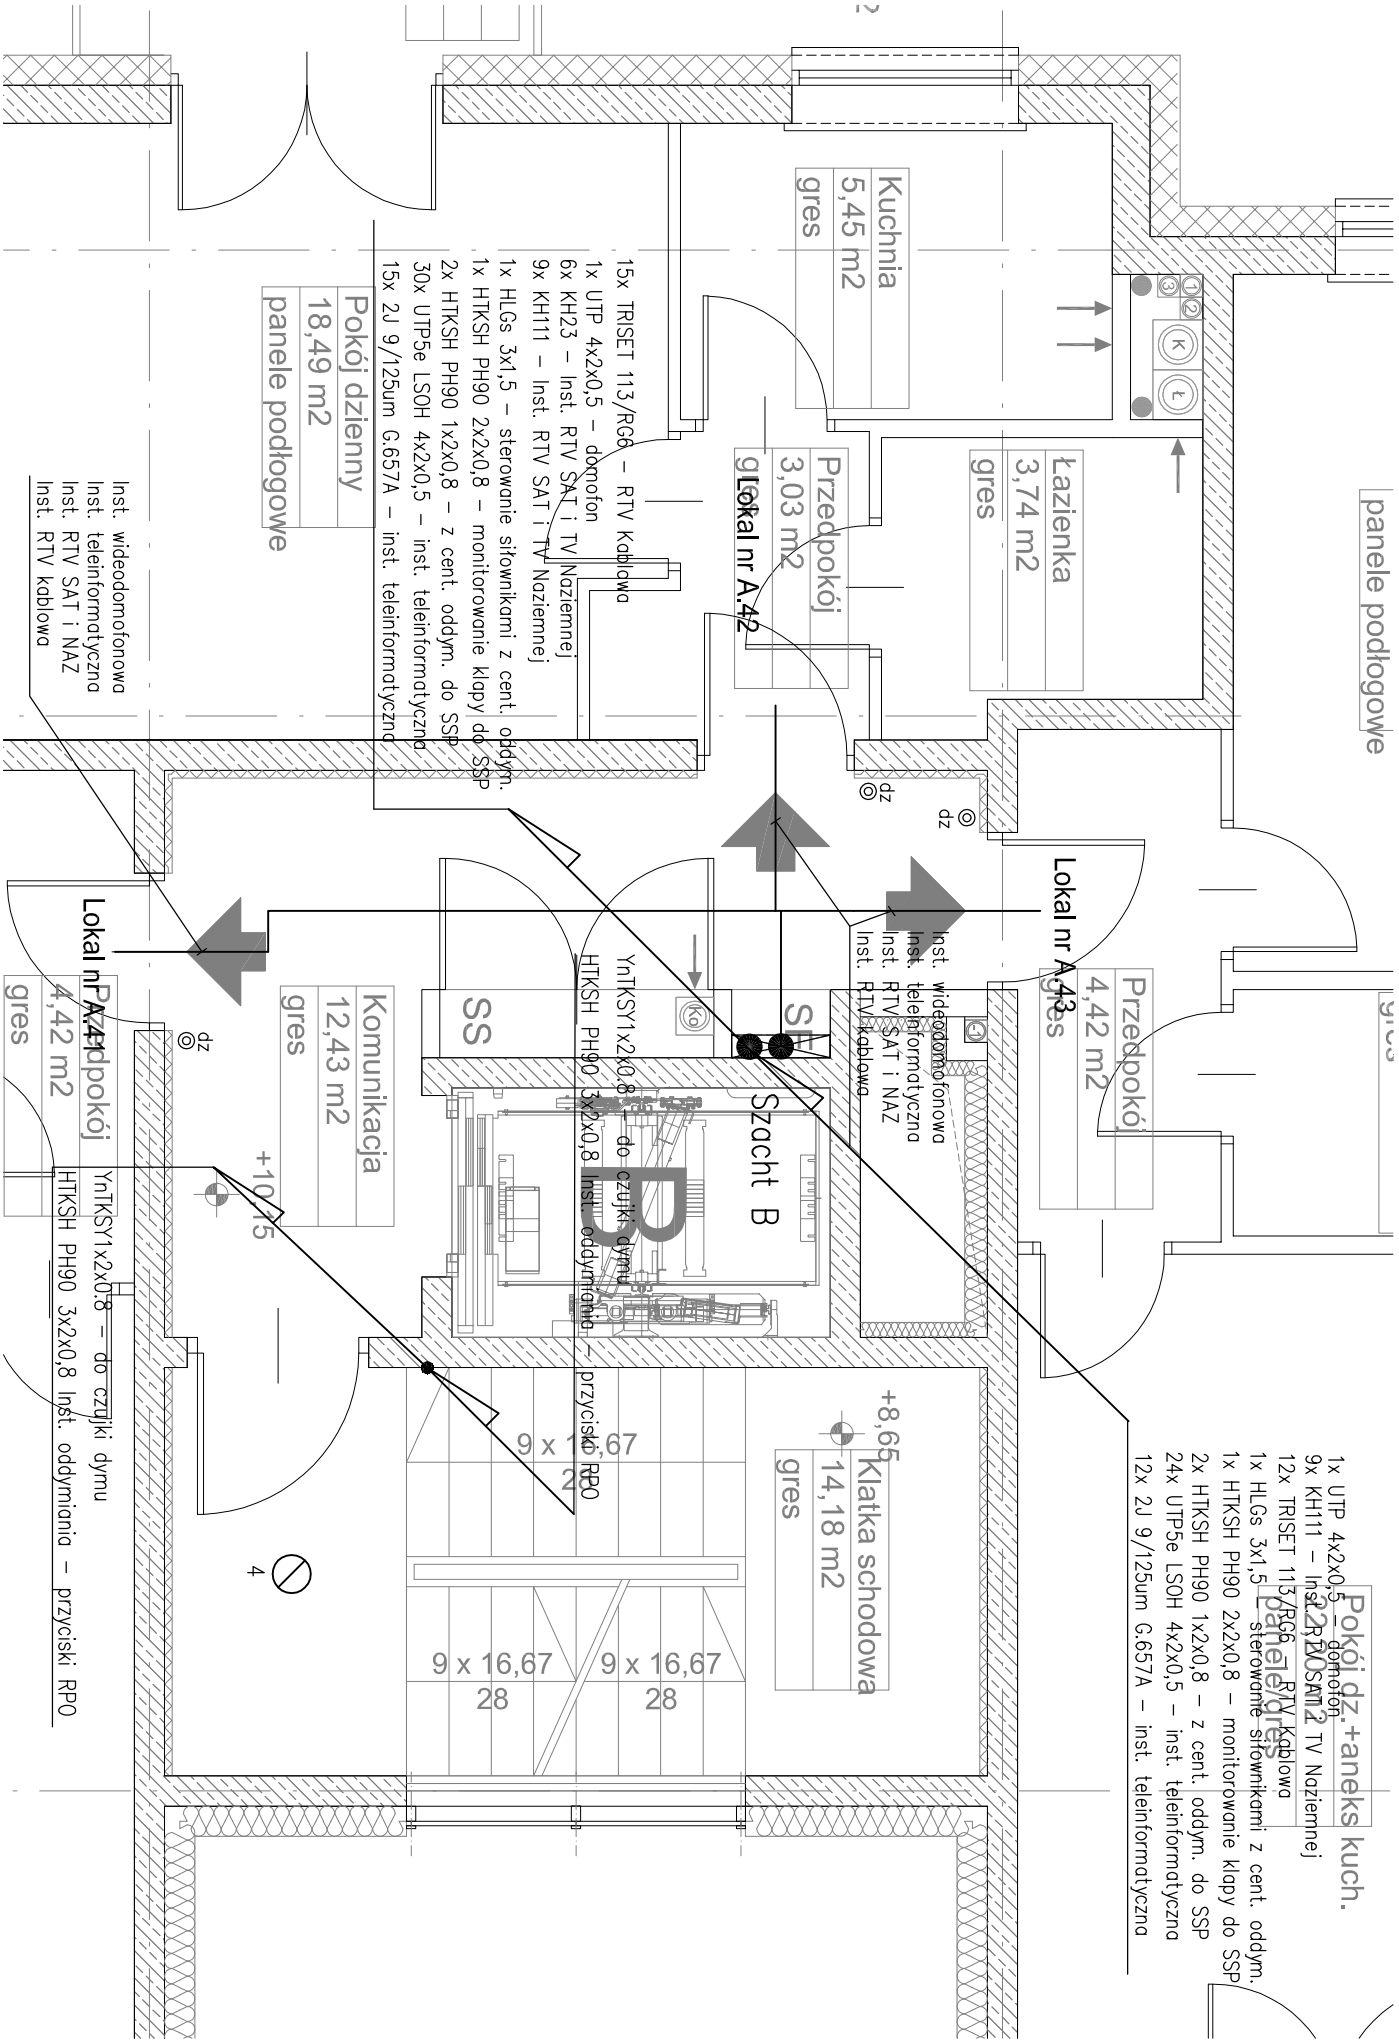 Kuchnia
5,45 m2
gres
Łazienka
3,74 m2
gres
Przedpokój
3,03 m2
gres
Lokal nr A.42
Pokój dzienny
18,49 m2
panele podłogowe
panele podłogowe
gres
15x TRISET 113/RG6 – RTV Kablowa
1x UTP 4x2x0,5 – domofon
6x KH23 – Inst. RTV SAT i TV Naziemnej
9x KH111 – Inst. RTV SAT i TV Naziemnej
1x HLGs 3x1,5 – sterowanie siłownikami z cent. oddym.
1x HTKSH PH90 2x2x0,8 – monitorowanie klapy do SSP
2x HTKSH PH90 1x2x0,8 – z cent. oddym. do SSP
30x UTP5e LSOH 4x2x0,5 – inst. teleinformatyczna
15x 2J 9/125um G.657A – inst. teleinformatyczna
Inst. wideodomofonowa
Inst. teleinformatyczna
Inst. RTV SAT i NAZ
Inst. RTV kablowa
1
2
3
K
Ł
dz
dz
dz
Lokal nr A.43
Przedpokój
4,42 m2
gres
Inst. wideodomofonowa
Inst. teleinformatyczna
Inst. RTV SAT i NAZ
Inst. RTV kablowa
-1
SE
SS
Ko
Szacht B
B
YnTKSY1x2x0.8 – do czujki dymu
HTKSH PH90 3x2x0,8 Inst. oddymiania – przyciski RPO
Komunikacja
12,43 m2
gres
+10,15
Lokal nr A.41
Przedpokój
4,42 m2
gres
YnTKSY1x2x0.8 – do czujki dymu
HTKSH PH90 3x2x0,8 Inst. oddymiania – przyciski RPO
+8,65
Klatka schodowa
14,18 m2
gres
9 x 16,67
28
9 x 16,67
28
9 x 16,67
28
4
Pokój dz.+aneks kuch.
22,20 m2
panele/gres
1x UTP 4x2x0,5 – domofon
9x KH111 – Inst. RTV SAT i TV Naziemnej
12x TRISET 113/RG6 – RTV Kablowa
1x HLGs 3x1,5 – sterowanie siłownikami z cent. oddym.
1x HTKSH PH90 2x2x0,8 – monitorowanie klapy do SSP
2x HTKSH PH90 1x2x0,8 – z cent. oddym. do SSP
24x UTP5e LSOH 4x2x0,5 – inst. teleinformatyczna
12x 2J 9/125um G.657A – inst. teleinformatyczna